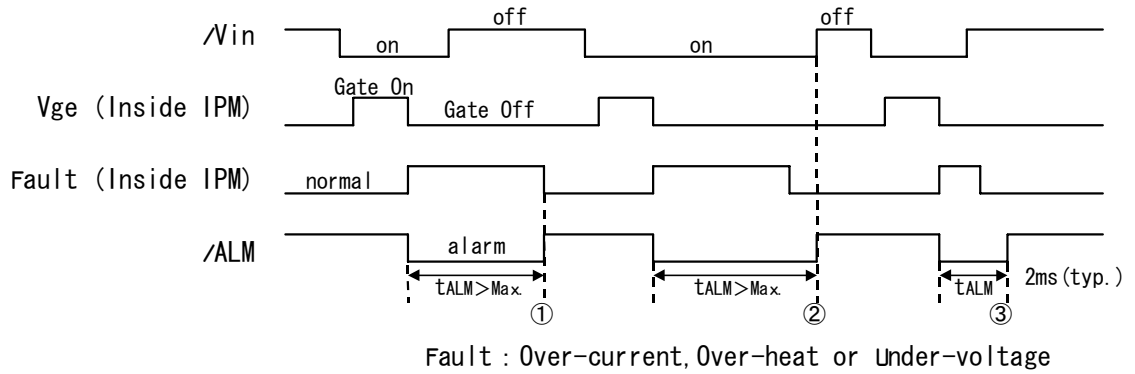 off off
/Vin on on
Gate On
Vge (Inside IPM) Gate Off
Fault (Inside IPM) normal
/ALM alarm
tALM>Max. tALM>Max. tALM 2ms(typ.)
① ② ③
Fault : Over-current, Over-heat or Under-voltage